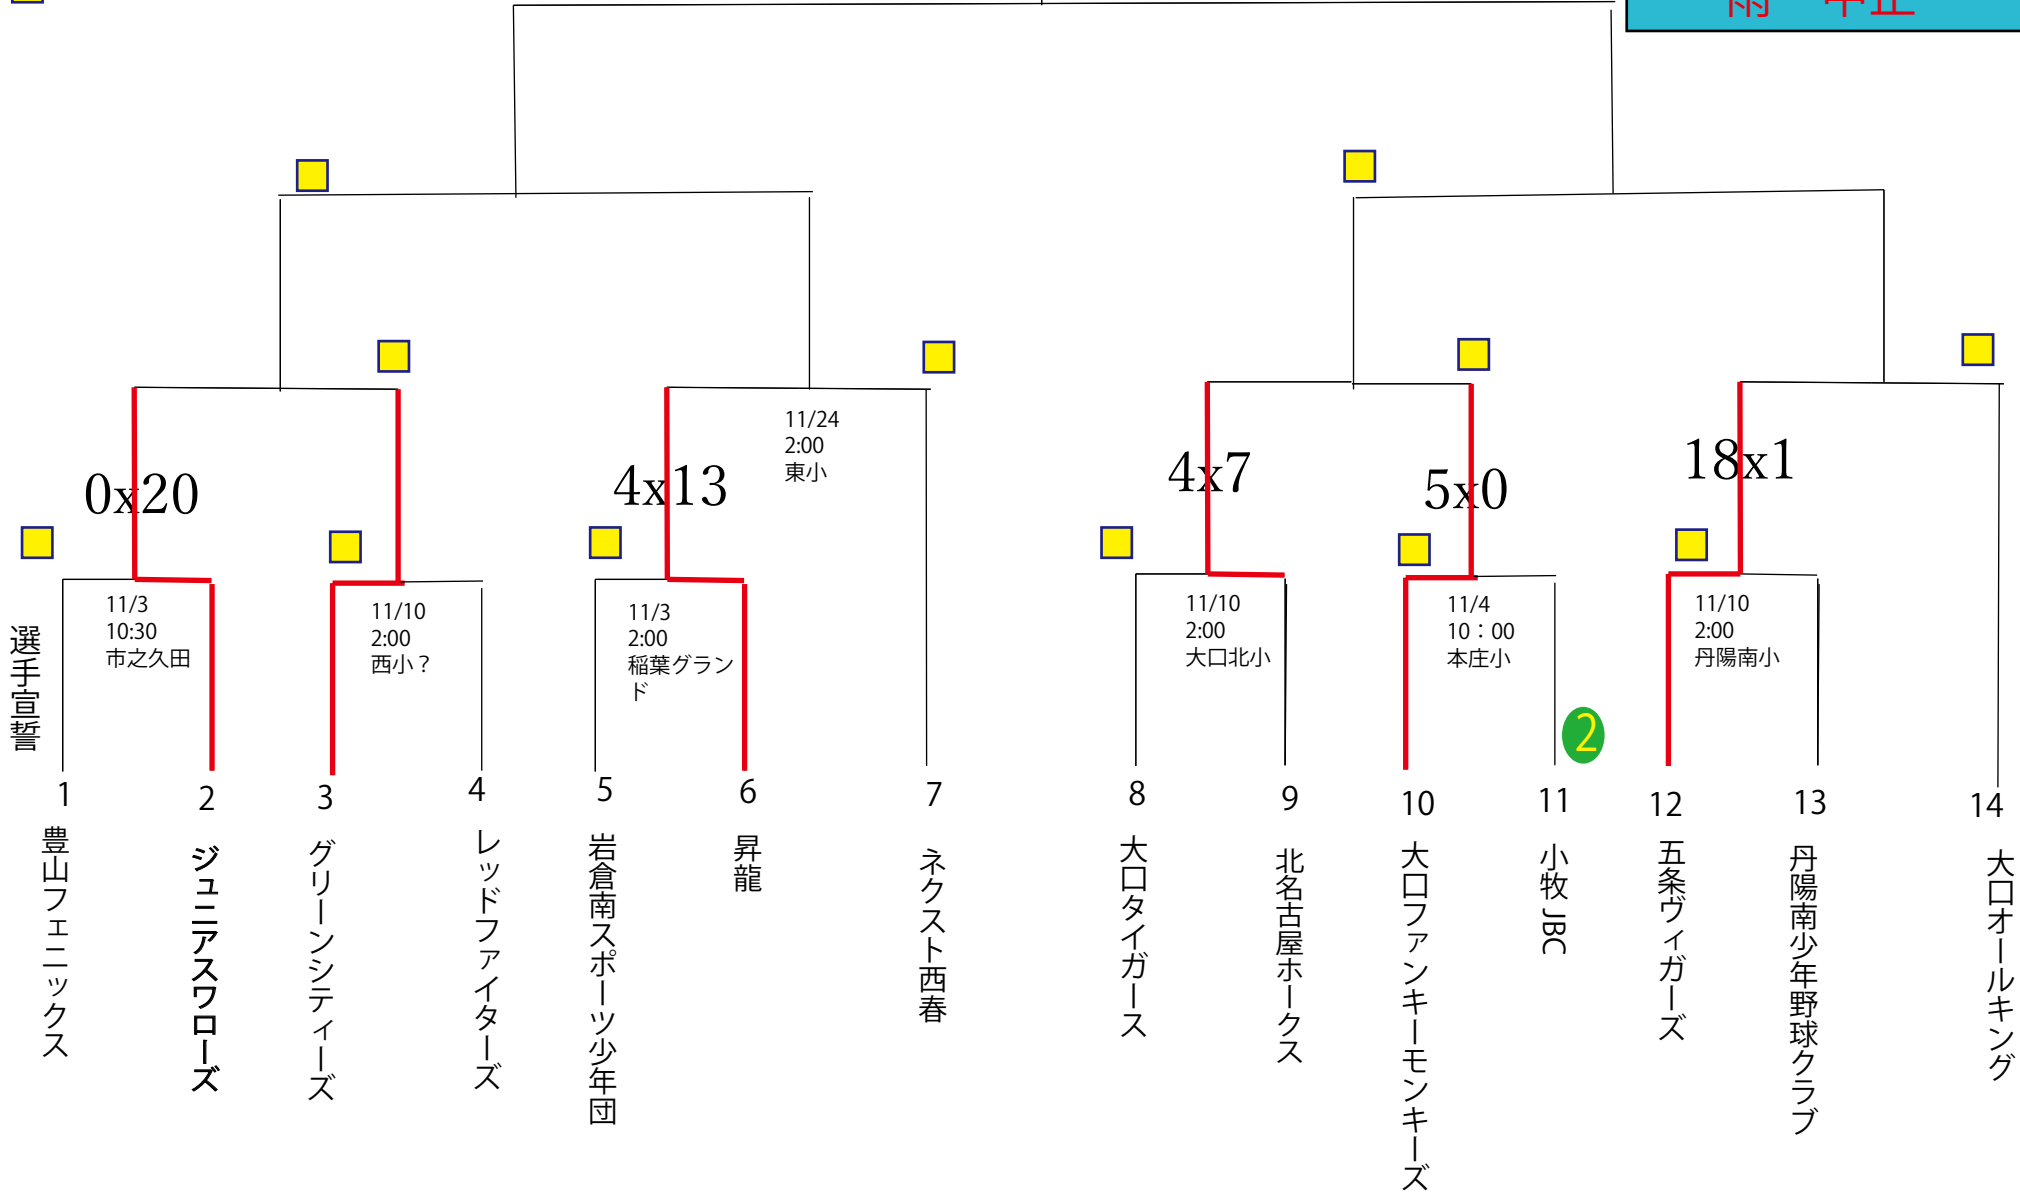 雨　中止
11/24
2:00
東小
0x20
4x13
4x7
5x0
18x1
選手宣誓
11/3
10:30
市之久田
11/10
2:00
西小？
11/3
2:00
稲葉グラン
ド
11/10
2:00
大口北小
11/4
10：00
本庄小
11/10
2:00
丹陽南小
2
1 豊山フェニックス
2 ジュニアスワローズ
3 グリーンシティーズ
4 レッドファイターズ
5 岩倉南スポーツ少年団
6 昇龍
7 ネクスト西春
8 大口タイガース
9 北名古屋ホークス
10 大口ファンキーモンキーズ
11 小牧 JBC
12 五条ヴィガーズ
13 丹陽南少年野球クラブ
14 大口オールキング